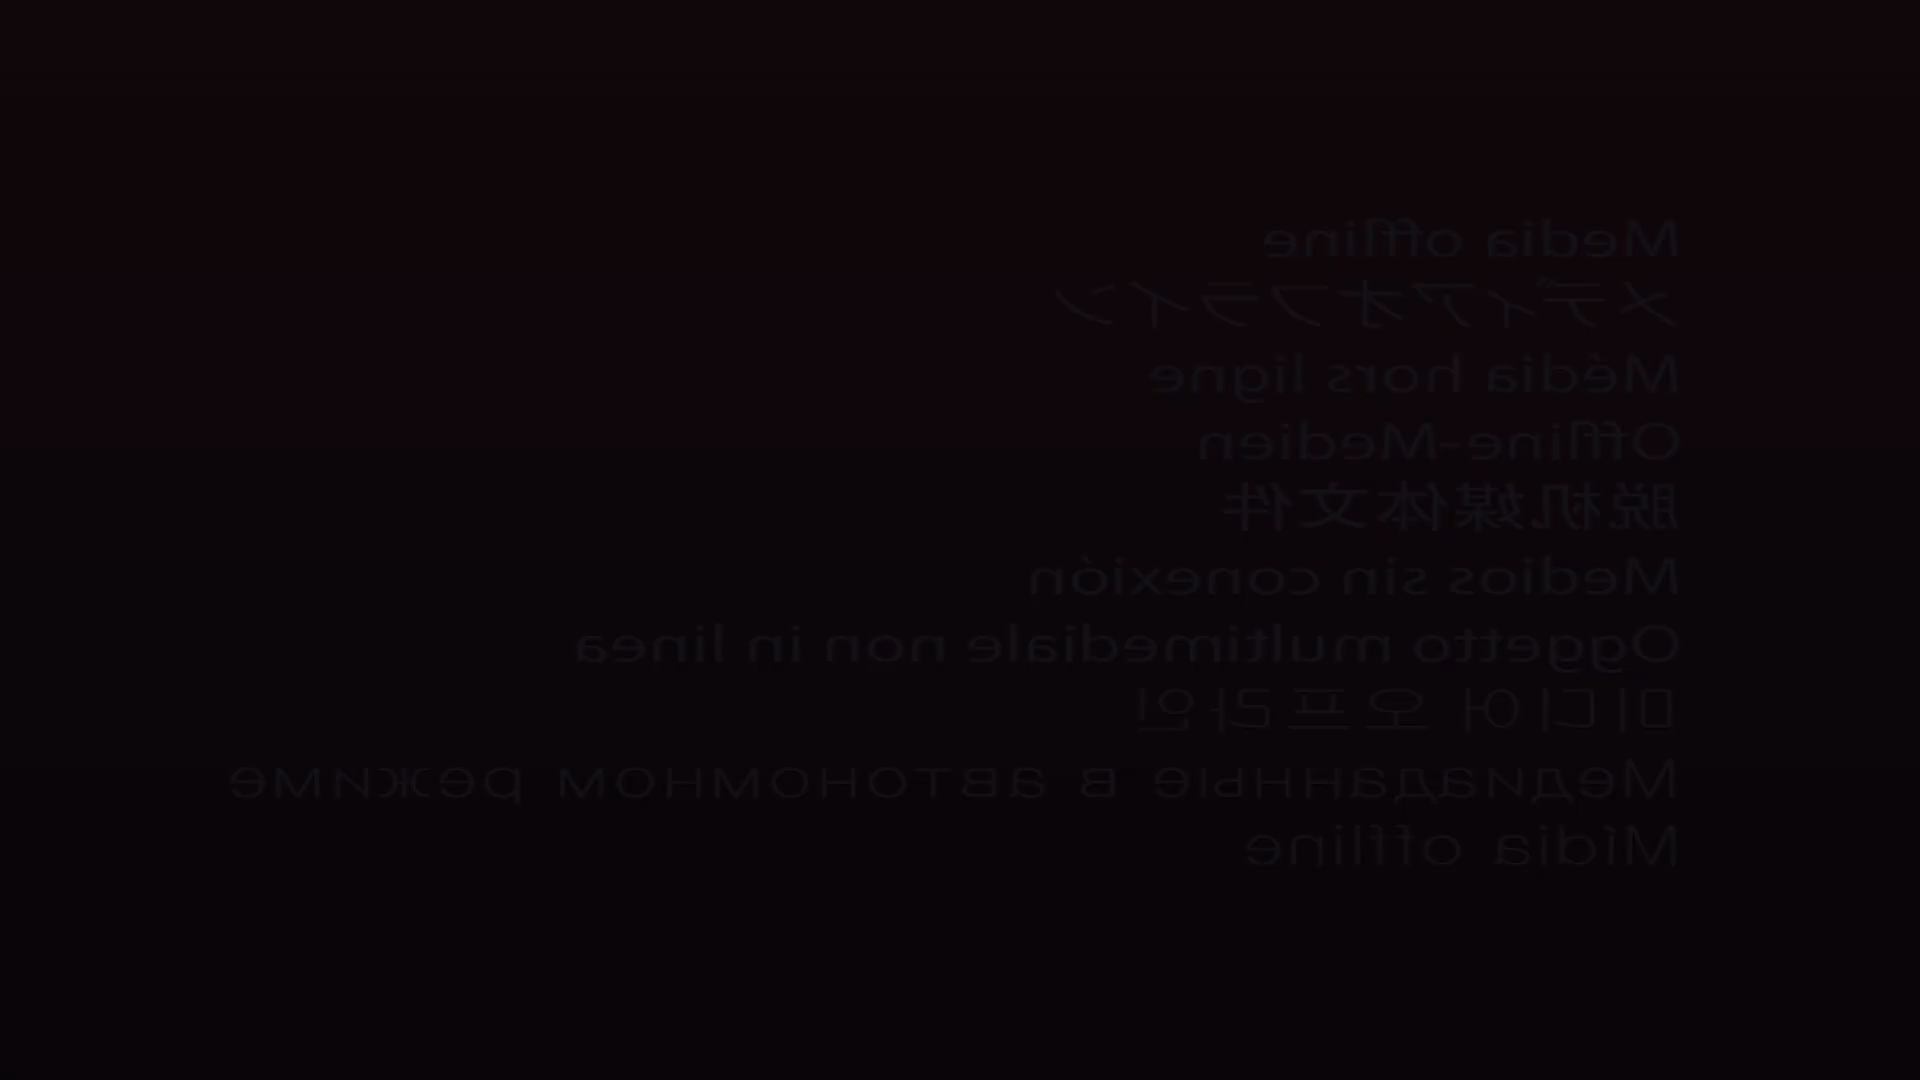 Media offline
メディアオフライン
Média hors ligne
Offline-Medien
脱机媒体文件
Medios sin conexión
Oggetto multimediale non in linea
미디어 오프라인
Медиаданные в автономном режиме
Mídia offline